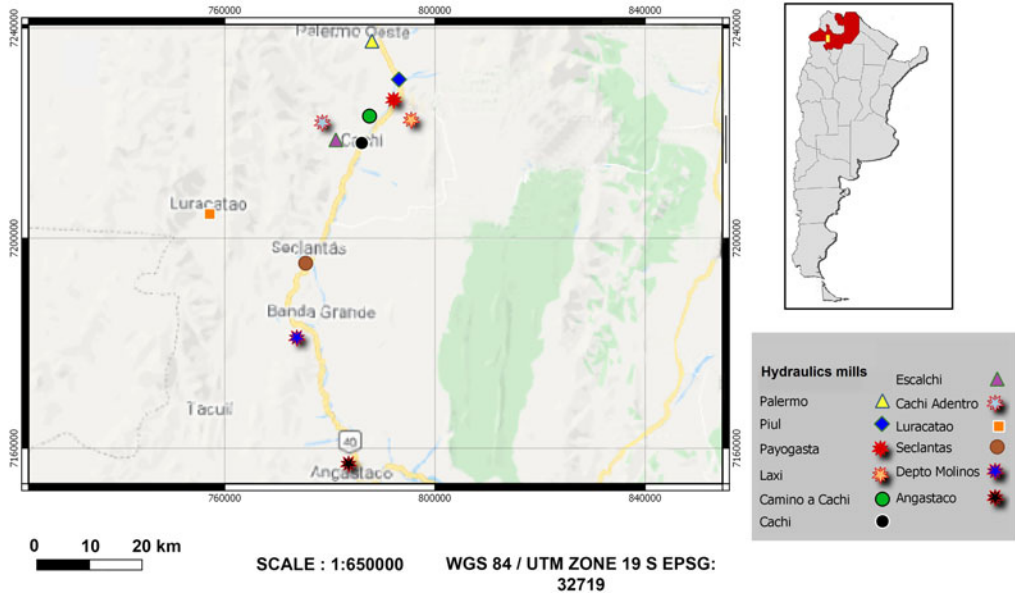 760000
800000
840000
7240000
7240000
Palermo Oeste
Cachi
Luracatao
7200000
7200000
Seclantás
Banda Grande
Tacuil
40
7160000
7160000
Angastaco
760000
800000
840000
0 10 20 km
SCALE : 1:650000
WGS 84 / UTM ZONE 19 S EPSG:
32719
Hydraulics mills
Palermo
Piul
Payogasta
Laxi
Camino a Cachi
Cachi
Escalchi
Cachi Adentro
Luracatao
Seclantas
Depto Molinos
Angastaco